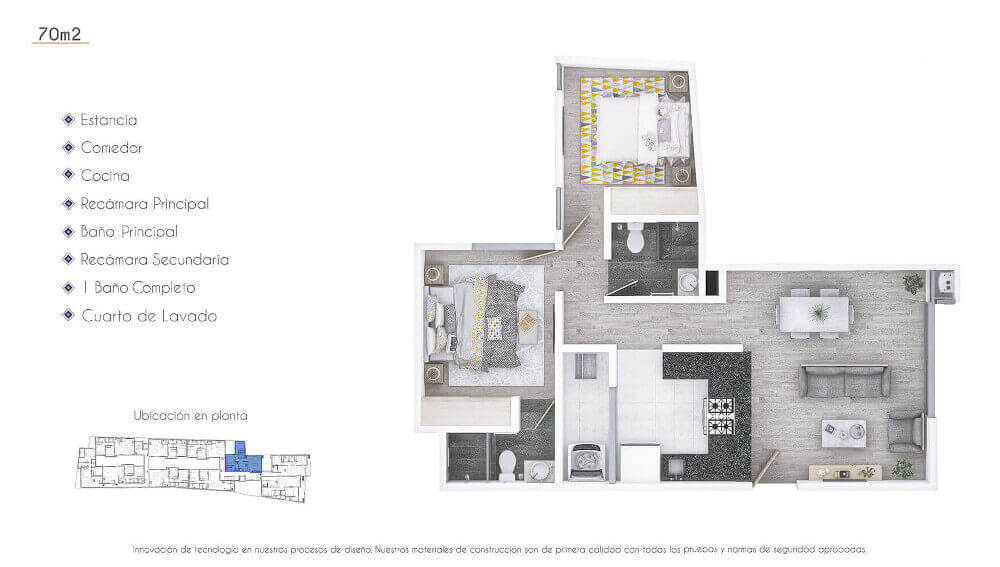 70m2
Estancia
Comedor
Cocina
Recámara Principal
Baño Principal
Recámara Secundaria
1 Baño Completo
Cuarto de Lavado
Ubicación en planta
Innovación de tecnología en nuestros procesos de diseño. Nuestros materiales de construcción son de primera calidad con todas las pruebas y normas de seguridad aprobadas.